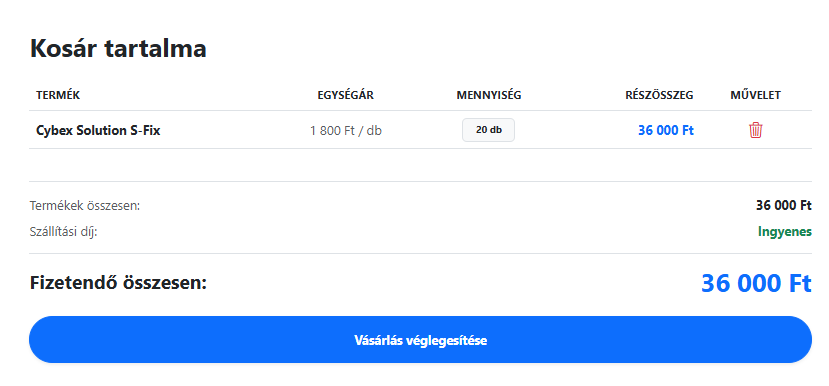 Kosár tartalma
TERMÉK EGYSÉGÁR MENNYISÉG RÉSZÖSSZEG MŰVELET
Cybex Solution S-Fix 1 800 Ft / db 20 db 36 000 Ft
Termékek összesen: 36 000 Ft
Szállítási díj: Ingyenes
Fizetendő összesen: 36 000 Ft
Vásárlás véglegesítése